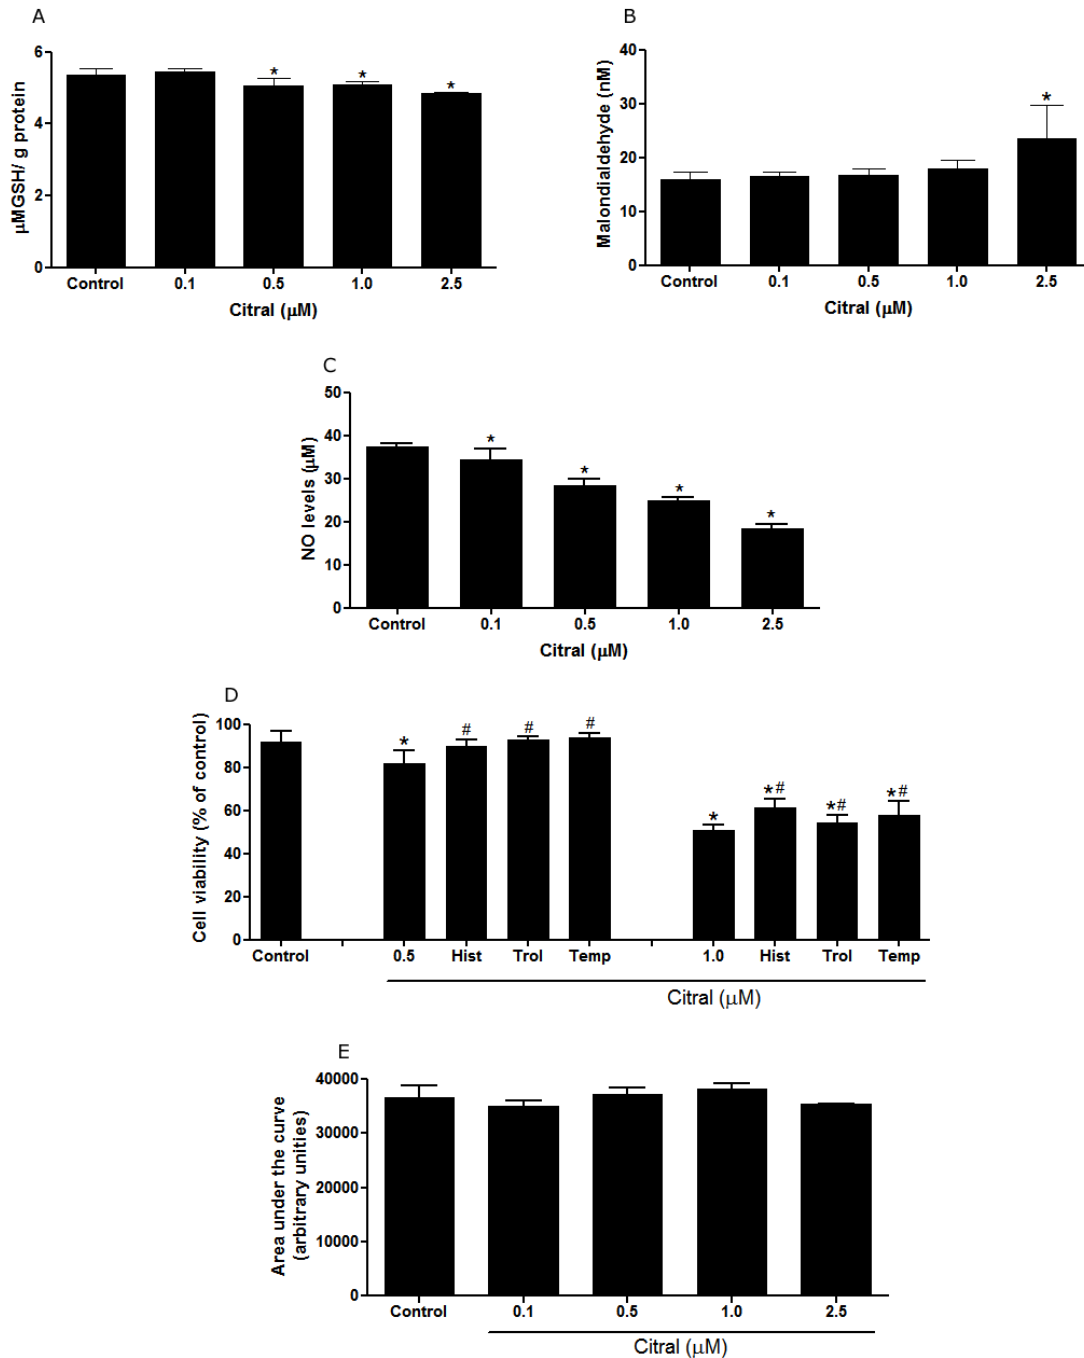 A
µMGSH/ g protein
6
4
2
0
* * *
Control 0.1 0.5 1.0 2.5
Citral (µM)
B
Malondialdehyde (nM)
40
30
20
10
0
*
Control 0.1 0.5 1.0 2.5
Citral (µM)
C
NO levels (µM)
50
40
30
20
10
0
* * * *
Control 0.1 0.5 1.0 2.5
Citral (µM)
D
Cell viability (% of control)
100
80
60
40
20
0
* # # # * *# *# *#
Control 0.5 Hist Trol Temp 1.0 Hist Trol Temp
Citral (µM)
E
Area under the curve
(arbitrary unities)
40000
30000
20000
10000
0
Control 0.1 0.5 1.0 2.5
Citral (µM)